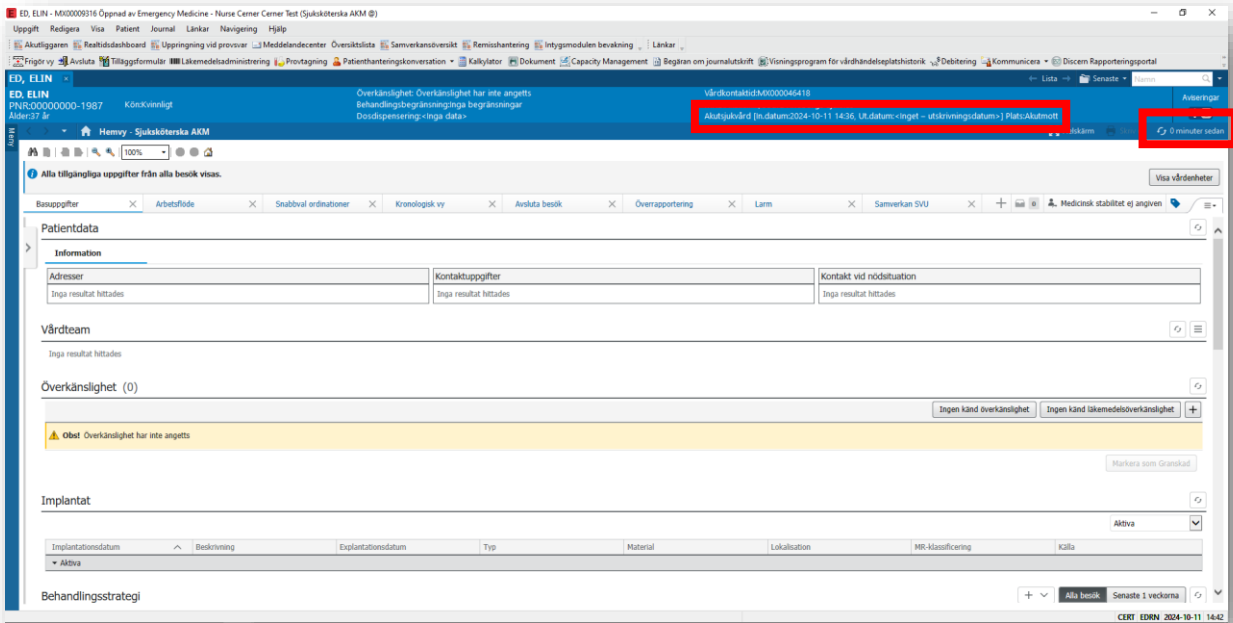 ED, ELIN - MX00009316 Öppnad av Emergency Medicine - Nurse Cerner Cerner Test (Sjuksköterska AKM @)
Uppgift Redigera Visa Patient Journal Länkar Navigering Hjälp
Akutliggaren Realtidsdashboard Uppringning vid provsvar Meddelandecenter Översiktslista Samverkansöversikt Remisshantering Intygsmodulen bevakning Länkar
Frigör vy Avsluta Tilläggsformulär Läkemedelsadministrering Provtagning Patienthanteringskonversation Kalkylator Dokument Capacity Management Begäran om journalutskrift Visningsprogram för vårdhändelseplatshistorik Debitering Kommunicera Discern Rapporteringsportal
ED, ELIN
Lista Senaste Namn
ED, ELIN Överkänslighet: Överkänslighet har inte angetts Vårdkontaktid:MX000046418
PNR:00000000-1987 Kön:Kvinnligt Behandlingsbegränsning:Inga begränsningar Aviseringar
Ålder:37 år Dosdispensering:<Inga data> Akutsjukvård [In.datum:2024-10-11 14:36, Ut.datum:<Inget – utskrivningsdatum>] Plats:Akutmott
Meny
Hemvy - Sjuksköterska AKM 0 minuter sedan
100%
Alla tillgängliga uppgifter från alla besök visas. Visa vårdenheter
Basuppgifter Arbetsflöde Snabbval ordinationer Kronologisk vy Avsluta besök Överrapportering Larm Samverkan SVU 0 Medicinsk stabilitet ej angiven
Patientdata
Information
Adresser Kontaktuppgifter Kontakt vid nödsituation
Inga resultat hittades Inga resultat hittades Inga resultat hittades
Vårdteam
Inga resultat hittades
Överkänslighet (0)
Ingen känd överkänslighet Ingen känd läkemedelsöverkänslighet +
Obs! Överkänslighet har inte angetts
Markera som Granskad
Implantat
Aktiva
Implantationsdatum Beskrivning Explantationsdatum Typ Material Lokalisation MR-klassificering Källa
Aktiva
Behandlingsstrategi Alla besök Senaste 1 veckorna
CERT EDRN 2024-10-11 14:42